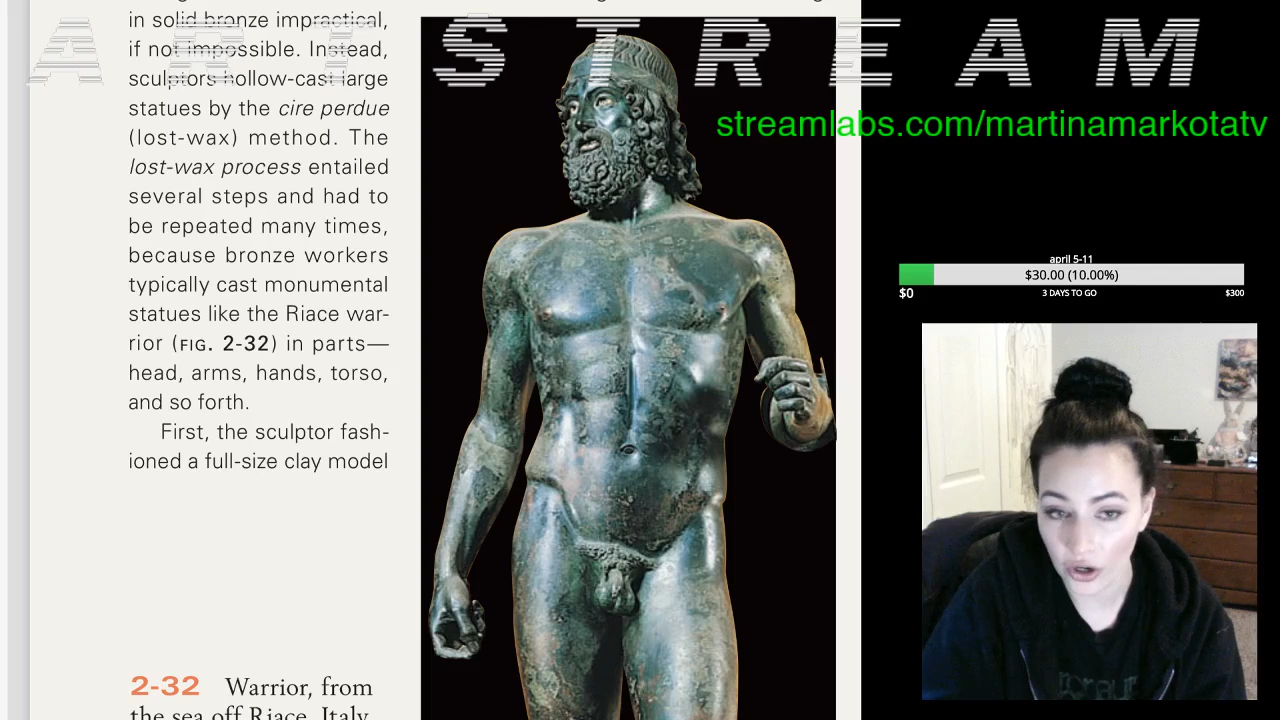 in solid bronze impractical,
if not impossible. Instead,
sculptors hollow-cast large
statues by the cire perdue
(lost-wax) method. The
lost-wax process entailed
several steps and had to
be repeated many times,
because bronze workers
typically cast monumental
statues like the Riace war-
rior (FIG. 2-32) in parts—
head, arms, hands, torso,
and so forth.
First, the sculptor fash-
ioned a full-size clay model
2-32 Warrior, from
the sea off Riace, Italy
ART STREAM
streamlabs.com/martinamarkotatv
april 5-11
$30.00 (10.00%)
$0 3 DAYS TO GO $300